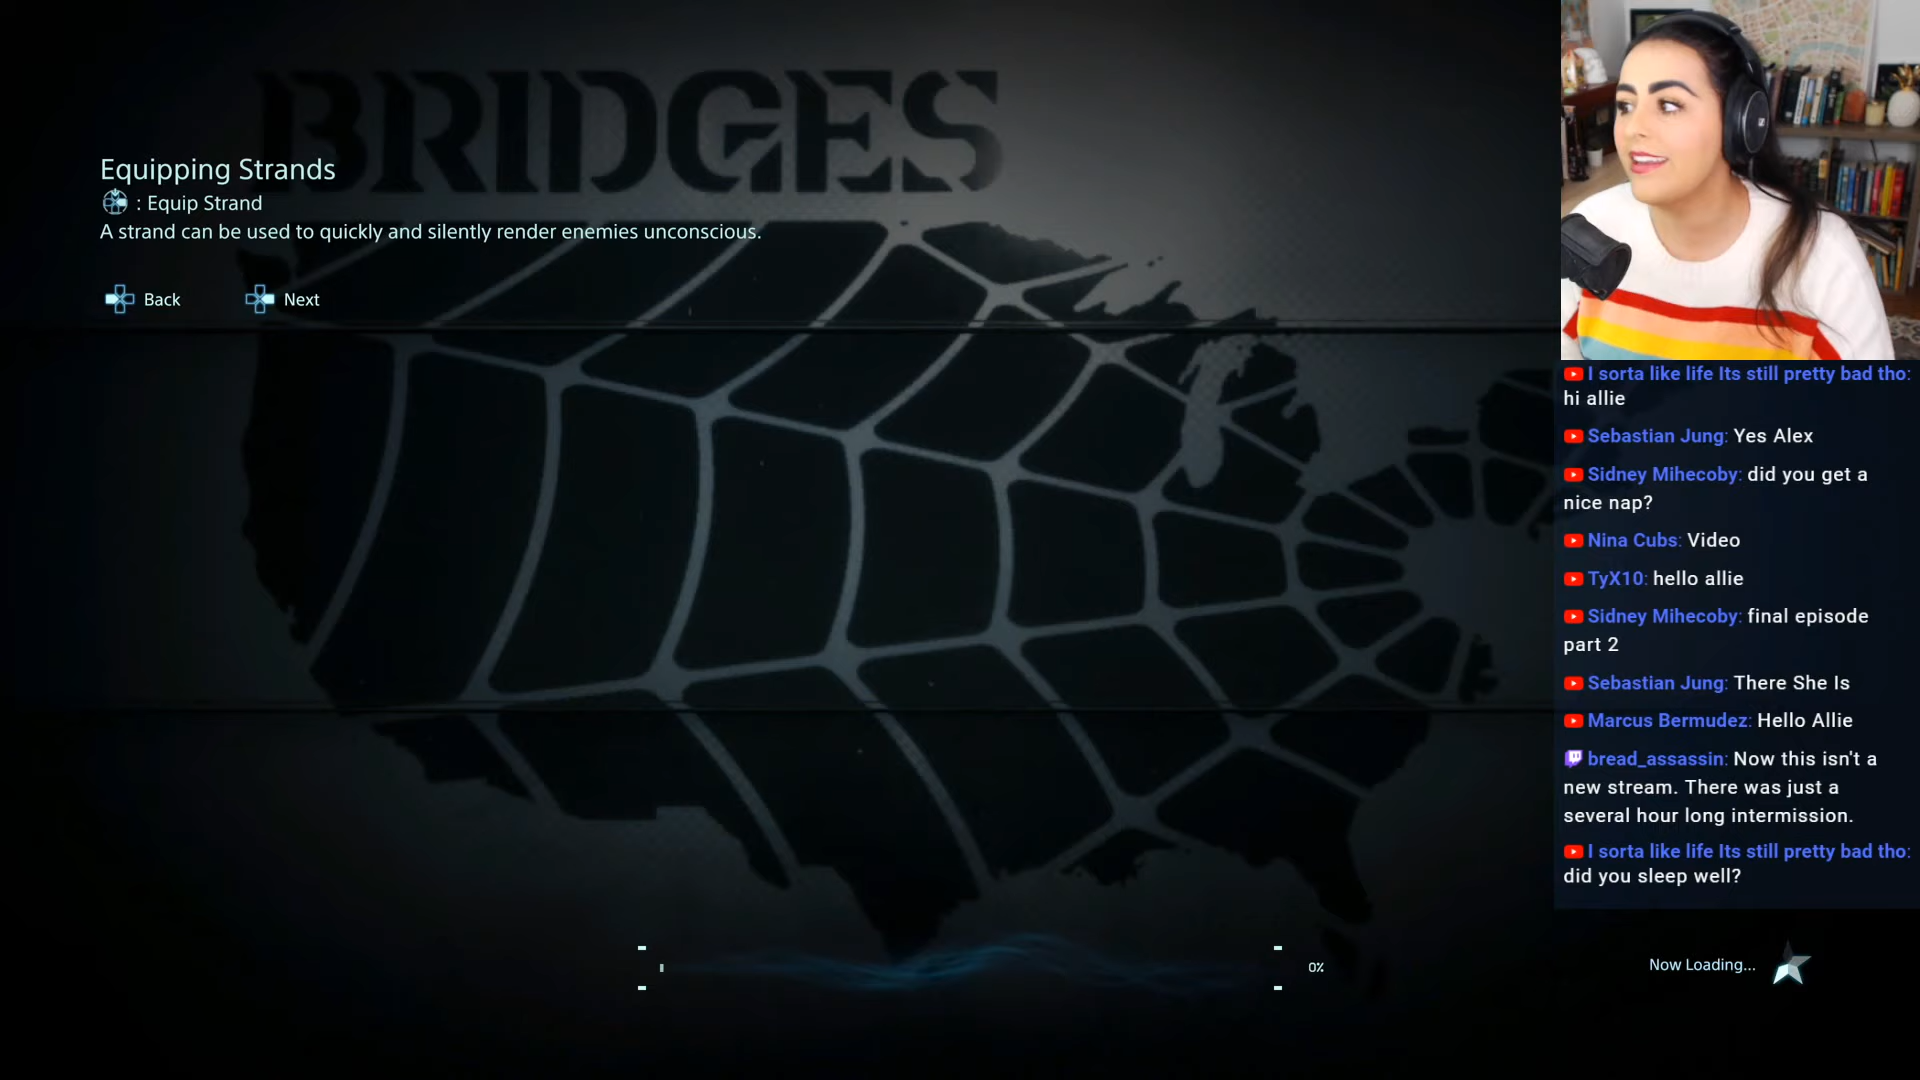 BRIDGES
Equipping Strands
: Equip Strand
A strand can be used to quickly and silently render enemies unconscious.
Back
Next
I sorta like life Its still pretty bad tho:
hi allie
Sebastian Jung: Yes Alex
Sidney Mihecoby: did you get a
nice nap?
Nina Cubs: Video
TyX10: hello allie
Sidney Mihecoby: final episode
part 2
Sebastian Jung: There She Is
Marcus Bermudez: Hello Allie
bread_assassin: Now this isn't a
new stream. There was just a
several hour long intermission.
I sorta like life Its still pretty bad tho:
did you sleep well?
0%
Now Loading...